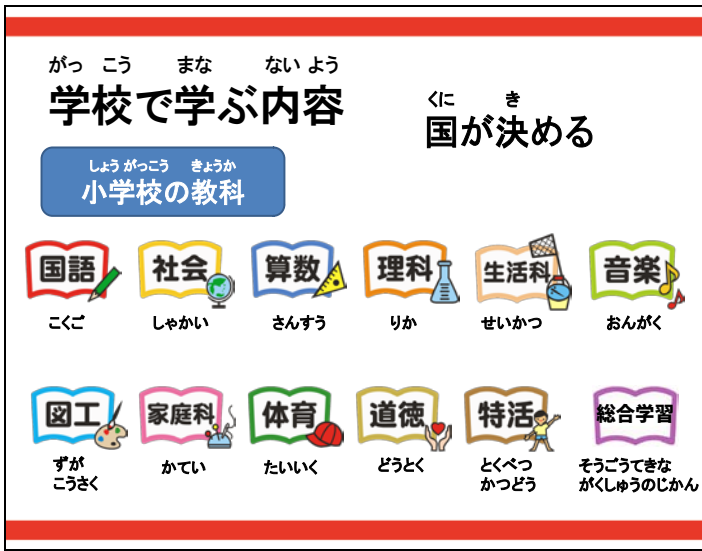 がっ こう まな ない よう
学校で学ぶ内容
くに き
国が決める
しょうがっこう きょうか
小学校の教科
国語 社会 算数 理科 生活科 音楽
こくご しゃかい さんすう りか せいかつ おんがく
図工 家庭科 体育 道徳 特活 総合学習
ずが かてい たいいく どうとく とくべつ そうごうてきな
こうさく かつどう がくしゅうのじかん